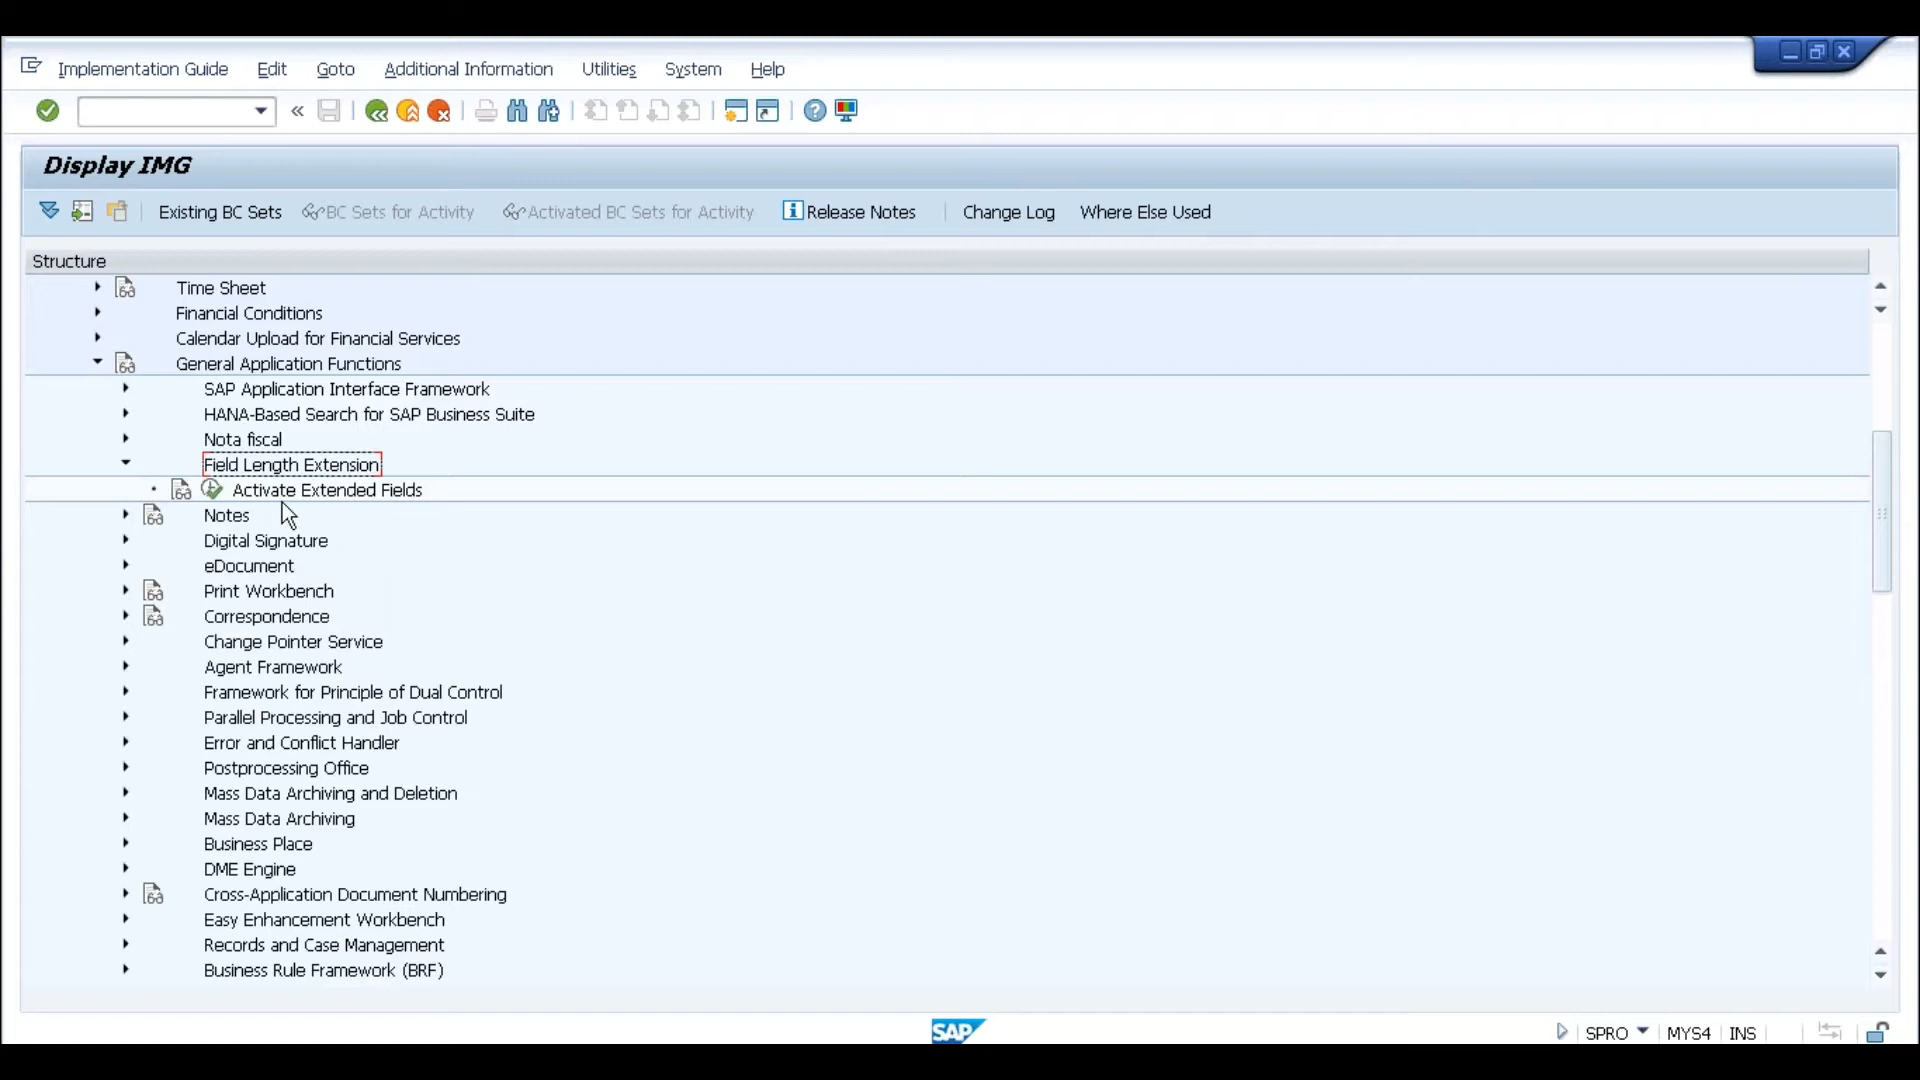 Implementation Guide Edit Goto Additional Information Utilities System Help
Display IMG
Existing BC Sets BC Sets for Activity Activated BC Sets for Activity Release Notes Change Log Where Else Used
Structure
Time Sheet
Financial Conditions
Calendar Upload for Financial Services
General Application Functions
SAP Application Interface Framework
HANA-Based Search for SAP Business Suite
Nota fiscal
Field Length Extension
Activate Extended Fields
Notes
Digital Signature
eDocument
Print Workbench
Correspondence
Change Pointer Service
Agent Framework
Framework for Principle of Dual Control
Parallel Processing and Job Control
Error and Conflict Handler
Postprocessing Office
Mass Data Archiving and Deletion
Mass Data Archiving
Business Place
DME Engine
Cross-Application Document Numbering
Easy Enhancement Workbench
Records and Case Management
Business Rule Framework (BRF)
SAP SPRO MYS4 INS